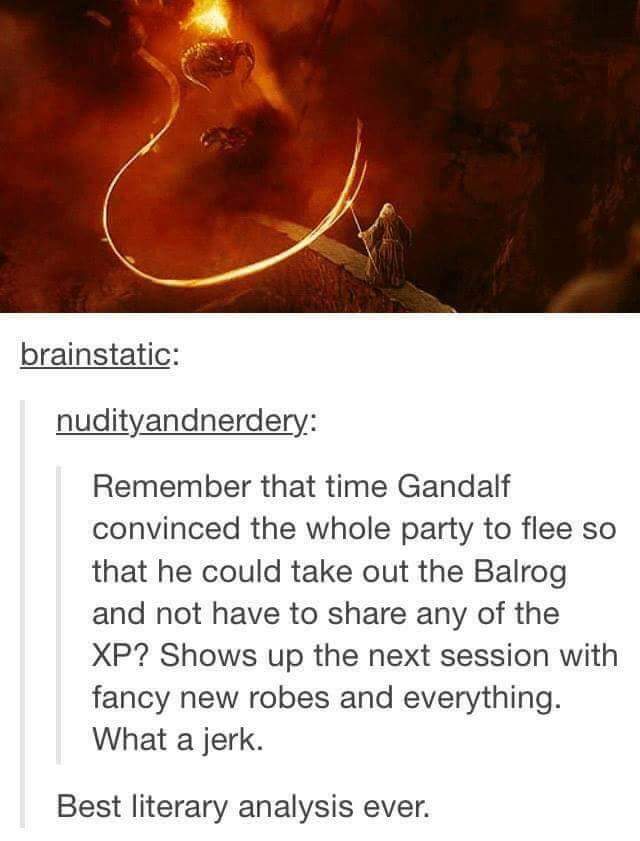 brainstatic:
nudityandnerdery:
Remember that time Gandalf
convinced the whole party to flee so
that he could take out the Balrog
and not have to share any of the
XP? Shows up the next session with
fancy new robes and everything.
What a jerk.
Best literary analysis ever.